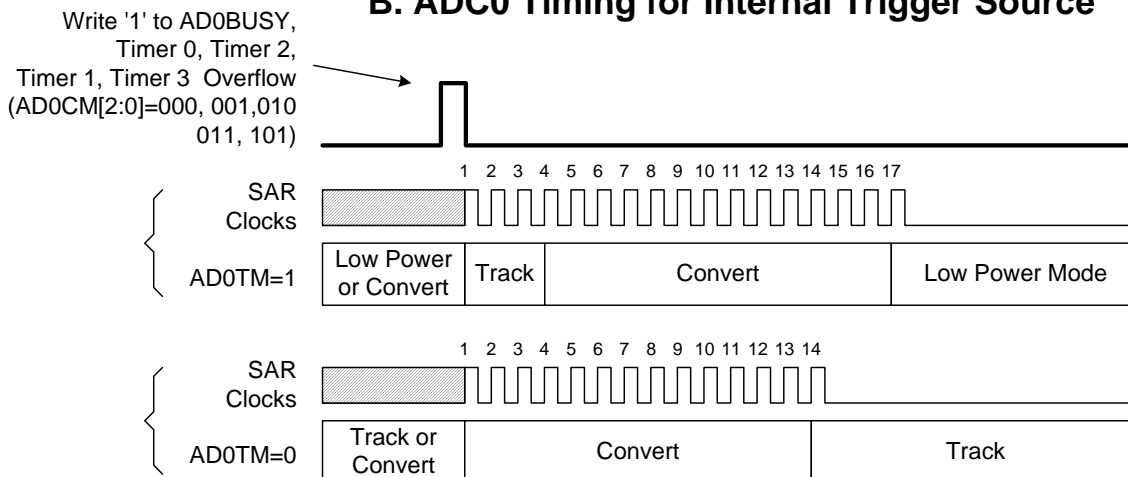 B. ADC0 Timing for Internal Trigger Source
Write '1' to AD0BUSY,
Timer 0, Timer 2,
Timer 1, Timer 3 Overflow
(AD0CM[2:0]=000, 001,010
011, 101)
1 2 3 4 5 6 7 8 9 10 11 12 13 14 15 16 17
SAR
Clocks
AD0TM=1
Low Power
or Convert
Track
Convert
Low Power Mode
1 2 3 4 5 6 7 8 9 10 11 12 13 14
SAR
Clocks
AD0TM=0
Track or
Convert
Convert
Track